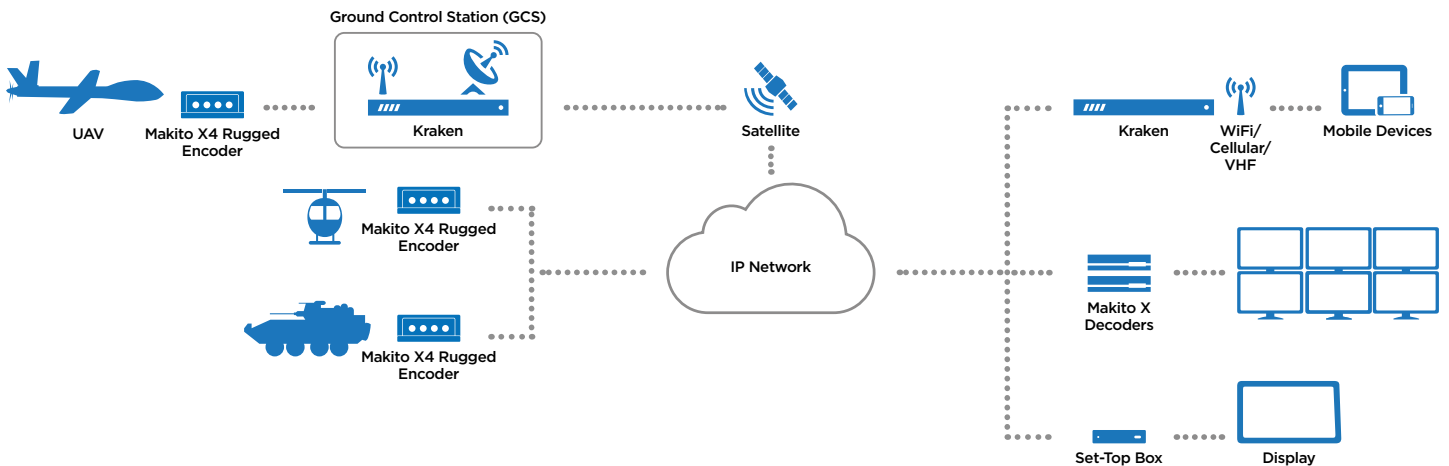 Ground Control Station (GCS)
UAV
Makito X4 Rugged
Encoder
Kraken
Satellite
Kraken
WiFi/
Cellular/
VHF
Mobile Devices
Makito X4 Rugged
Encoder
IP Network
Makito X
Decoders
Makito X4 Rugged
Encoder
Set-Top Box
Display